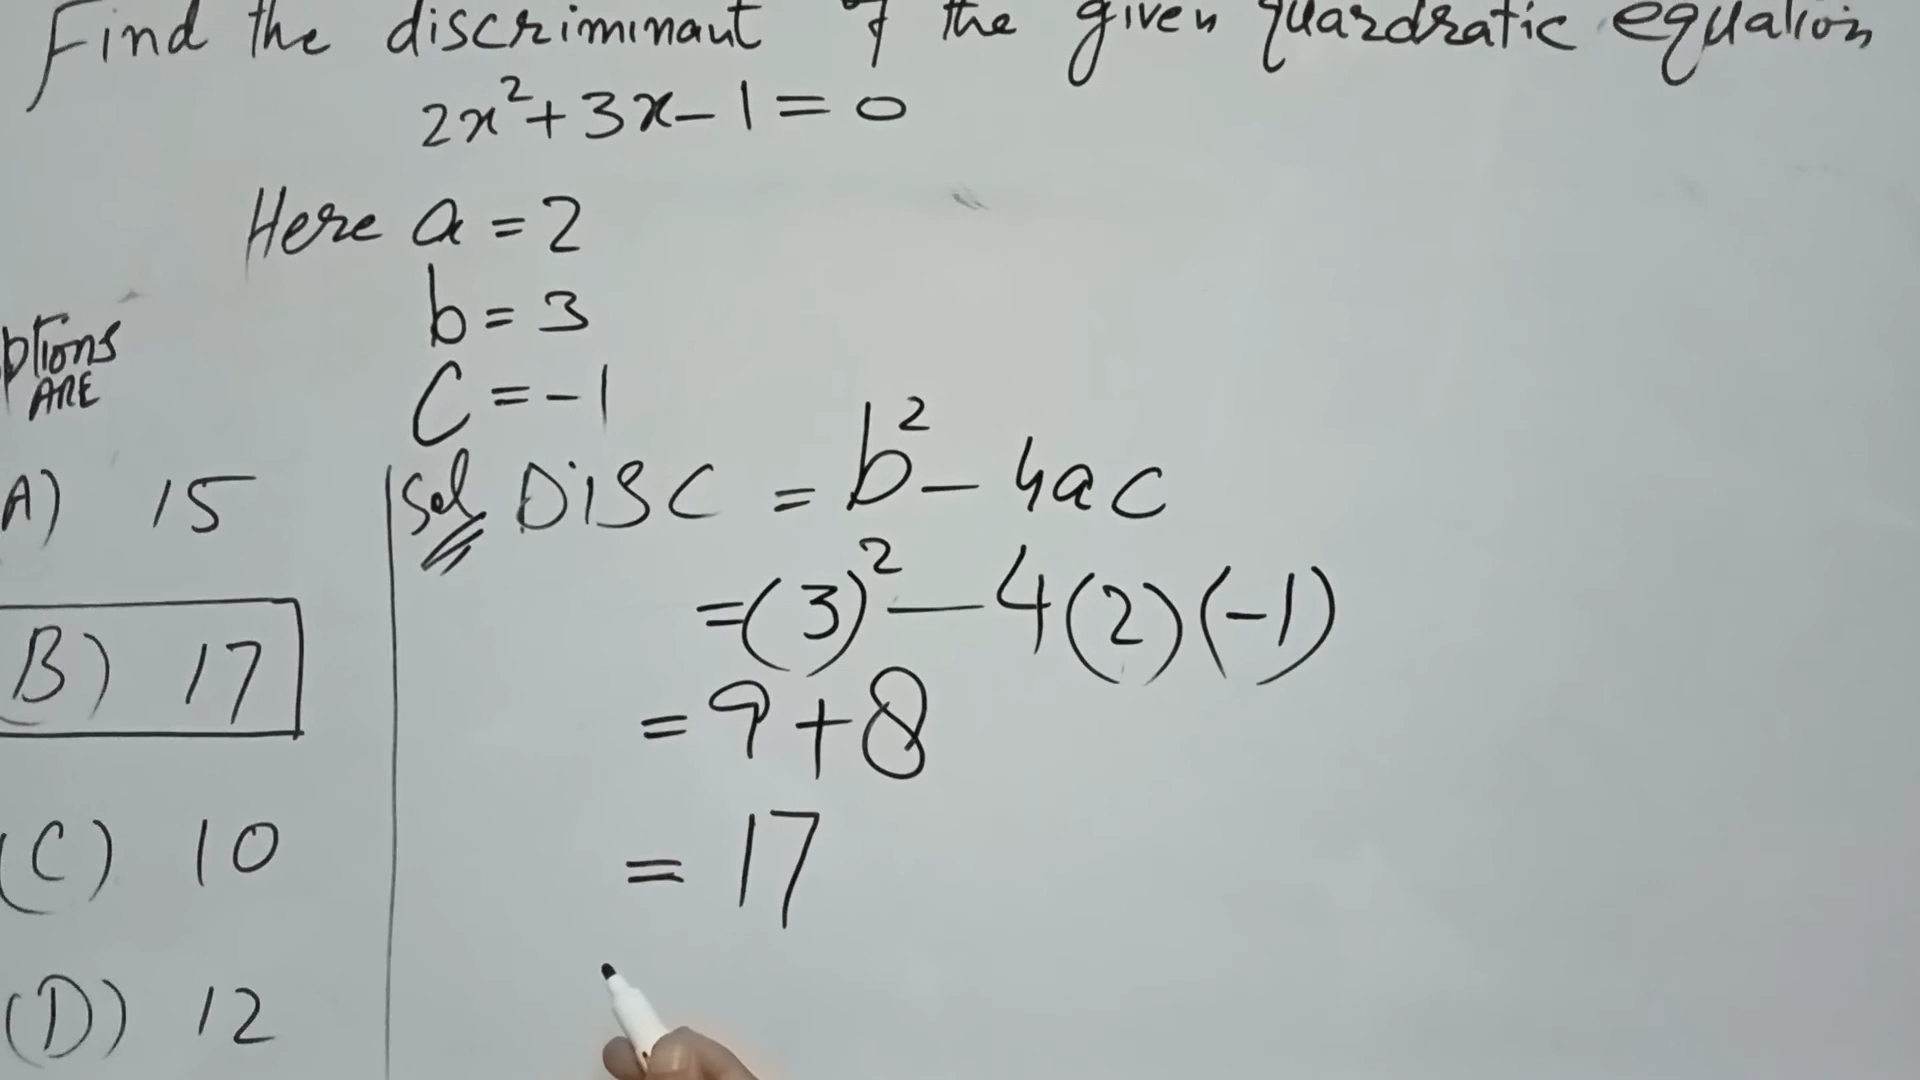 Find the discriminant of the given quardratic equation
2x²+3x-1=0
Here a=2
b=3
C=-1
ptions
ARE
A) 15
B) 17
(C) 10
(D) 12
Sol DiSC = b²-4ac
=(3)²-4(2)(-1)
=9+8
=17